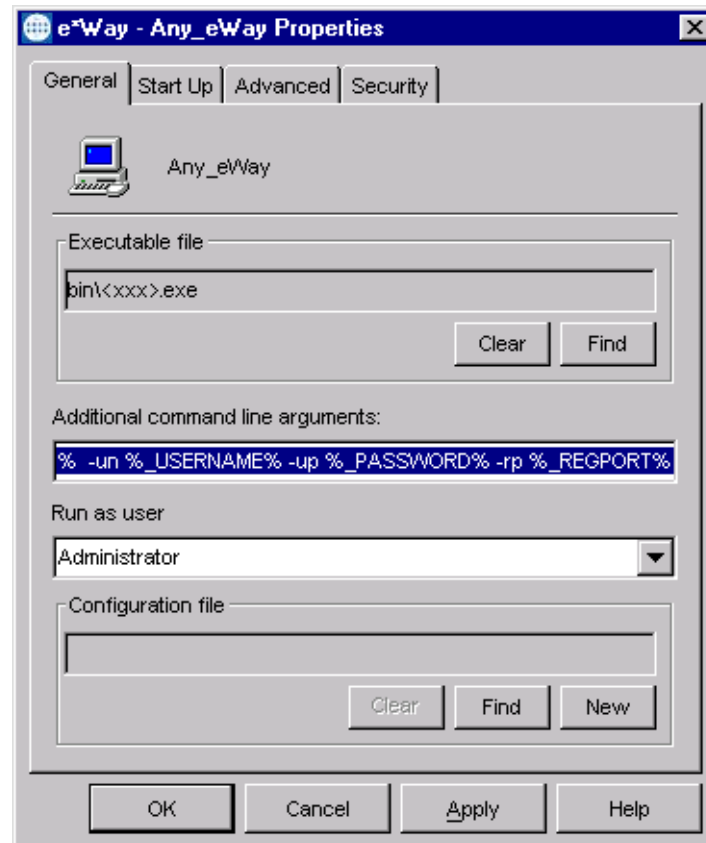 e*Way - Any_eWay Properties
General Start Up Advanced Security
Any_eWay
Executable file
bin\<xxx>.exe
Clear Find
Additional command line arguments:
% -un %_USERNAME% -up %_PASSWORD% -rp %_REGPORT%
Run as user
Administrator
Configuration file
Clear Find New
OK Cancel Apply Help